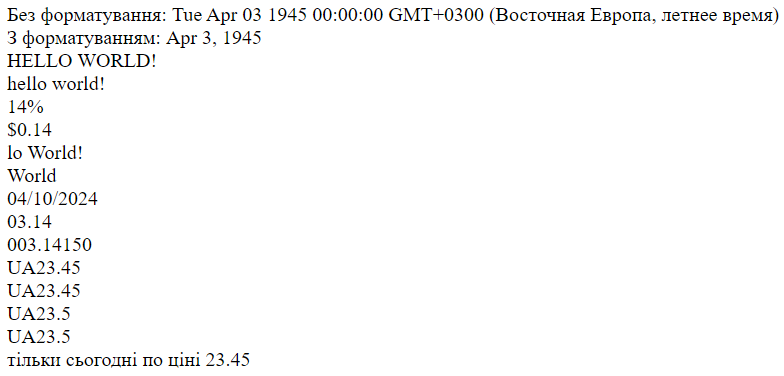 Без форматування: Tue Apr 03 1945 00:00:00 GMT+0300 (Восточная Европа, летнее время)
З форматуванням: Apr 3, 1945
HELLO WORLD!
hello world!
14%
$0.14
lo World!
World
04/10/2024
03.14
003.14150
UA23.45
UA23.45
UA23.5
UA23.5
тільки сьогодні по ціні 23.45